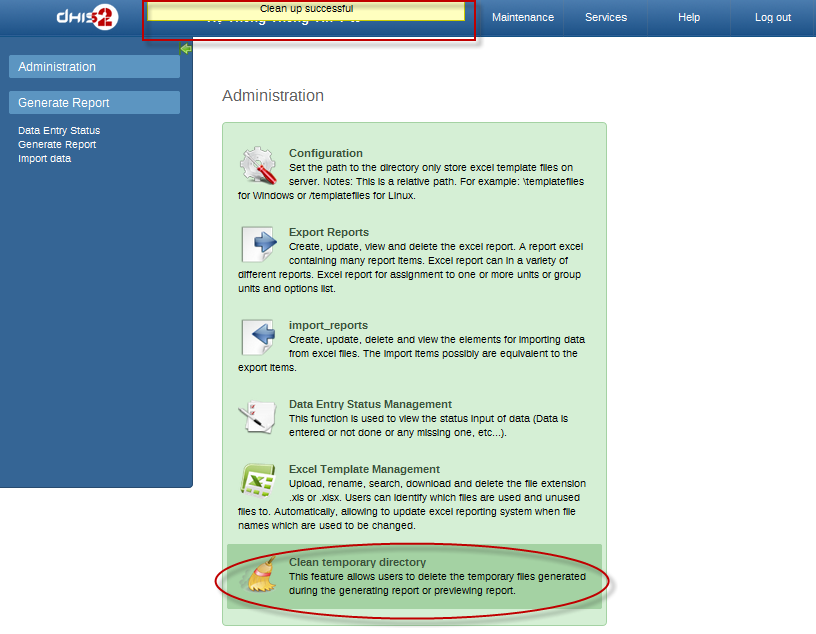 dhis2
Clean up successful
Maintenance
Services
Help
Log out
Administration
Generate Report
Data Entry Status
Generate Report
Import data
Administration
Configuration
Set the path to the directory only store excel template files on
server. Notes: This is a relative path. For example: \templatefiles
for Windows or /templatefiles for Linux.
Export Reports
Create, update, view and delete the excel report. A report excel
containing many report items. Excel report can in a variety of
different reports. Excel report for assignment to one or more units or group
units and options list.
import_reports
Create, update, delete and view the elements for importing data
from excel files. The import items possibly are equivalent to the
export items.
Data Entry Status Management
This function is used to view the status input of data (Data is
entered or not done or any missing one, etc...).
Excel Template Management
Upload, rename, search, download and delete the file extension
.xls or .xlsx. Users can identify which files are used and unused
files to. Automatically, allowing to update excel reporting system when file
names which are used to be changed.
Clean temporary directory
This feature allows users to delete the temporary files generated
during the generating report or previewing report.